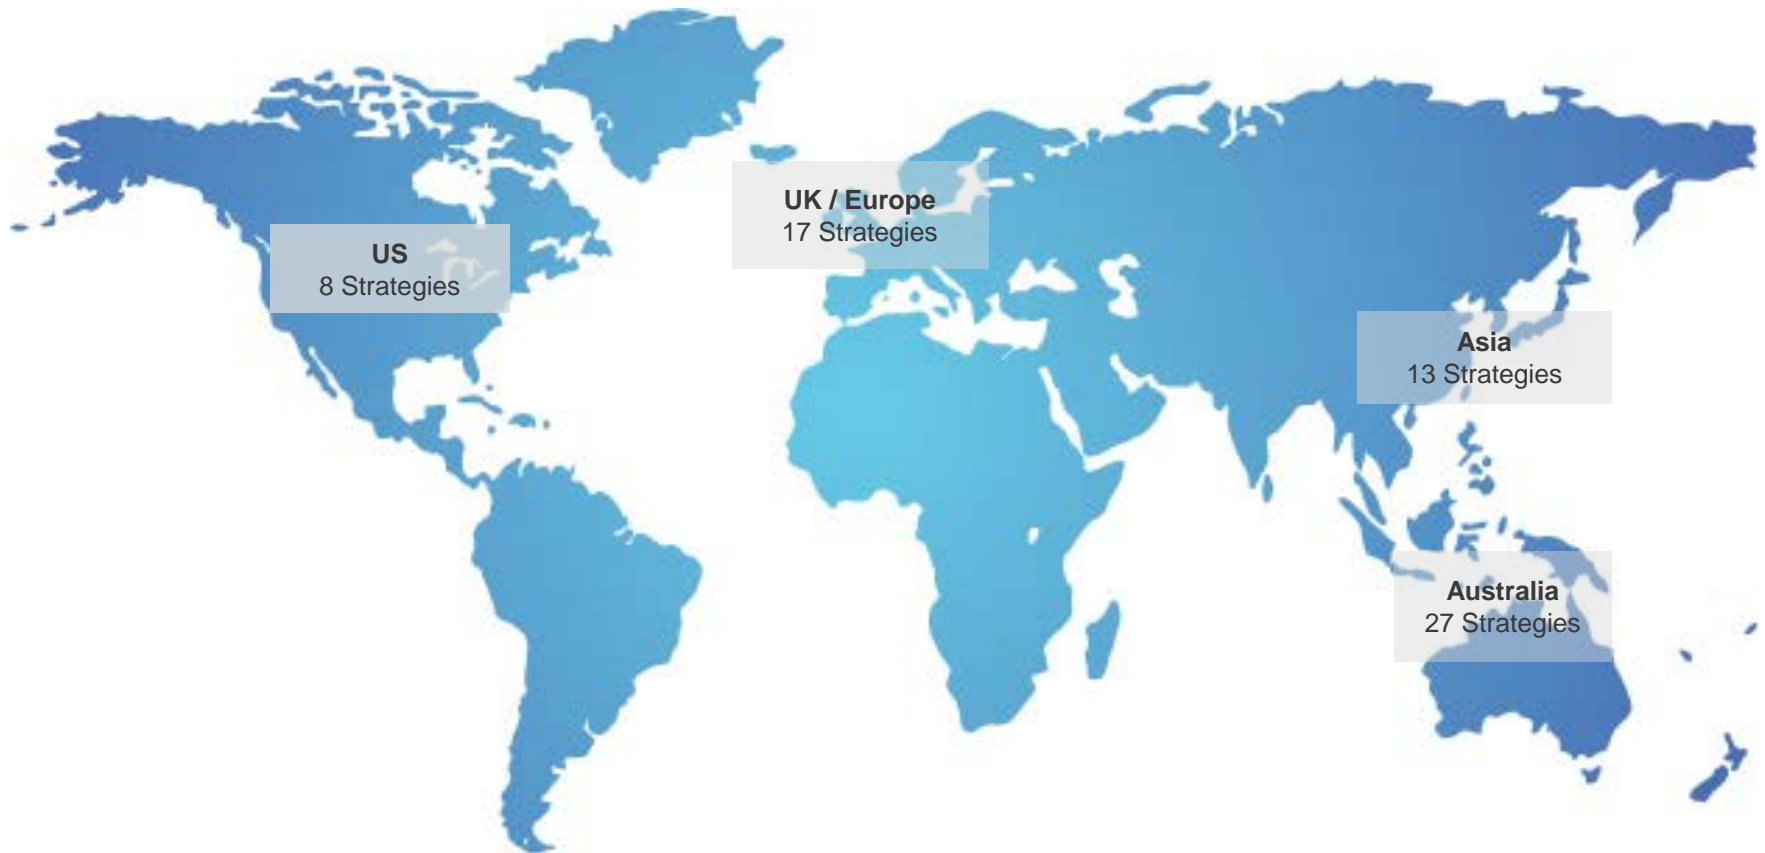 US
8 Strategies
UK / Europe
17 Strategies
Asia
13 Strategies
Australia
27 Strategies